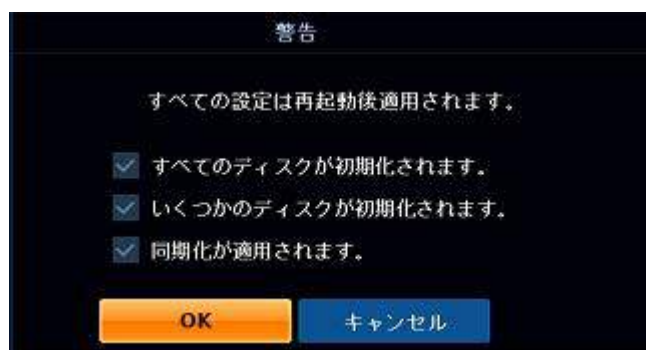 警告
すべての設定は再起動後適用されます。
すべてのディスクが初期化されます。
いくつかのディスクが初期化されます。
同期化が適用されます。
OK
キャンセル